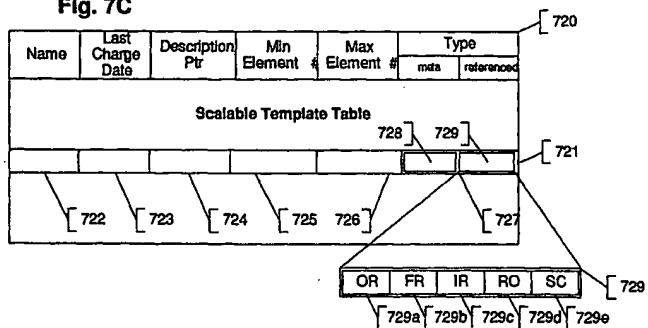 Fig. 7C
720
Name
Last Charge Date
Description Ptr
Min Element #
Max Element #
Type
meta
referenced
Scalable Template Table
728
729
721
722
723
724
725
726
727
OR FR IR RO SC
729
729a 729b 729c 729d 729e